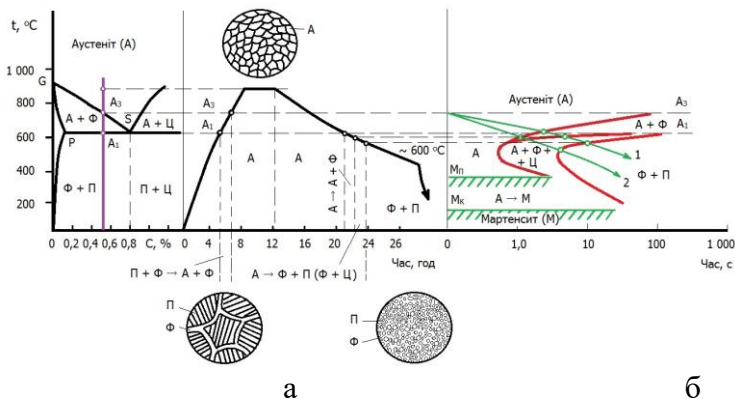 t, °C
Аустеніт (А)
1 000
G
800
600
400
200
А₃
А + Ф
S
А + Ц
P
А₁
Ф + П
П + Ц
0 0,2 0,4 0,6 0,8 С, %
А
А₃
А₁
А
А
А → А + Ф
~ 600 °C
Ф + П
0 4 8 12 16 20 24 26
Час, год
П + Ф → А + Ф
А → Ф + П (Ф + Ц)
П
Ф
П
Ф
Аустеніт (А)
А₃
А₁
А + Ф
А
А + Ф +
+ Ц
1
2
Ф + П
Мп
Мк
А → М
Мартенсит (М)
0 1,0 10 100 1 000
Час, с
а
б